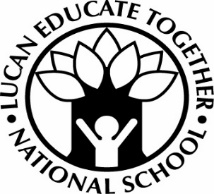 LUCAN EDUCATE TOGETHER
• NATIONAL SCHOOL •